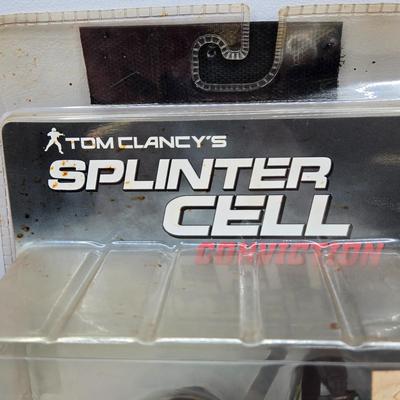 TOM CLANCY'S
SPLINTER
CELL
CONVICTION